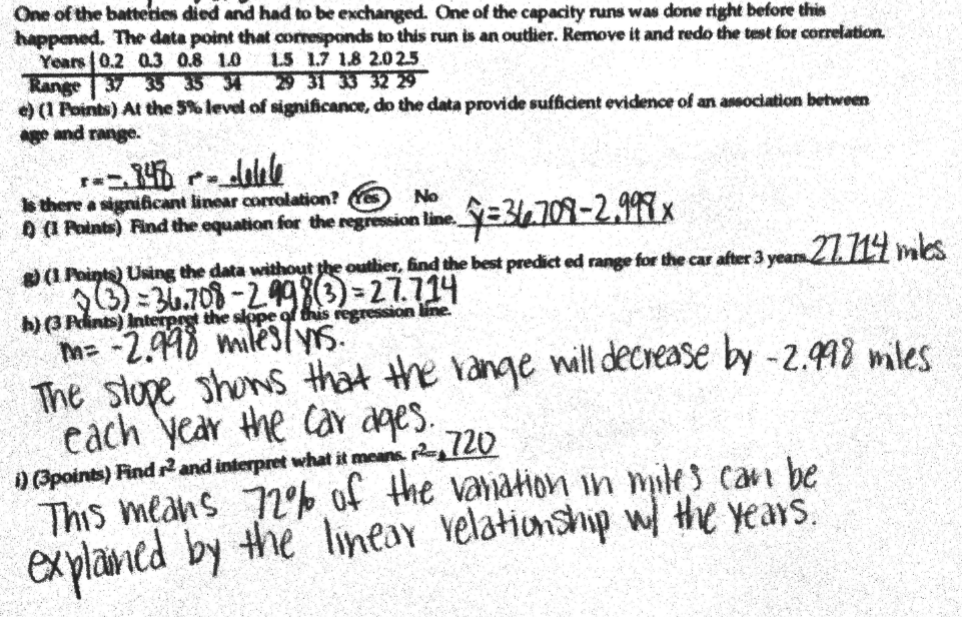 One of the batteries died and had to be exchanged. One of the capacity runs was done right before this
happened. The data point that corresponds to this run is an outlier. Remove it and redo the test for correlation.
Years 0.2 0.3 0.8 1.0 1.5 1.7 1.8 2.0 2.5
Range 37 35 35 34 29 31 33 32 29
e) (1 Points) At the 5% level of significance, do the data provide sufficient evidence of an association between
age and range.
r = -.848 r* = .666
Is there a significant linear correlation? Yes No
f) (1 Points) Find the equation for the regression line. ŷ=36.708-2.998x
g) (1 Points) Using the data without the outlier, find the best predict ed range for the car after 3 years. 27.714 miles
ŷ(3) = 36.708 - 2.998(3) = 27.714
h) (3 Points) Interpret the slope of this regression line.
m= -2.998 miles/yrs.
The slope shows that the range will decrease by -2.998 miles
each year the car ages.
i) (3points) Find r² and interpret what it means. r²= .720
This means 72% of the variation in miles can be
explained by the linear relationship w/ the years.